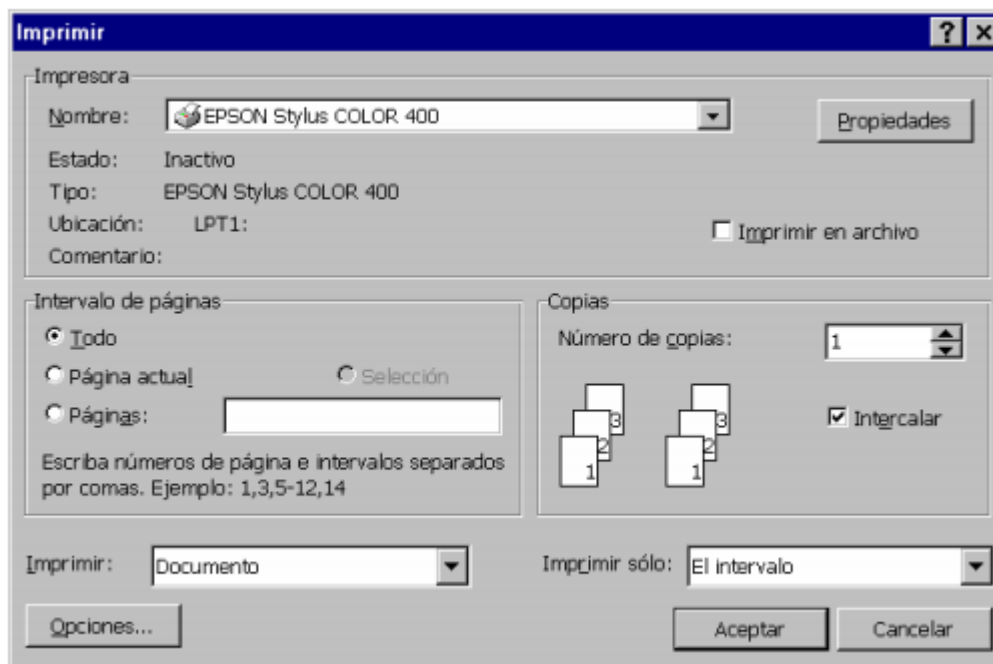 Imprimir
Impresora
Nombre: EPSON Stylus COLOR 400
Propiedades
Estado: Inactivo
Tipo: EPSON Stylus COLOR 400
Ubicación: LPT1:
Imprimir en archivo
Comentario:
Intervalo de páginas
Todo
Página actual
Selección
Páginas:
Escriba números de página e intervalos separados
por comas. Ejemplo: 1,3,5-12,14
Copias
Número de copias: 1
1 2 3
1 2 3
Intercalar
Imprimir: Documento
Imprimir sólo: El intervalo
Opciones...
Aceptar
Cancelar